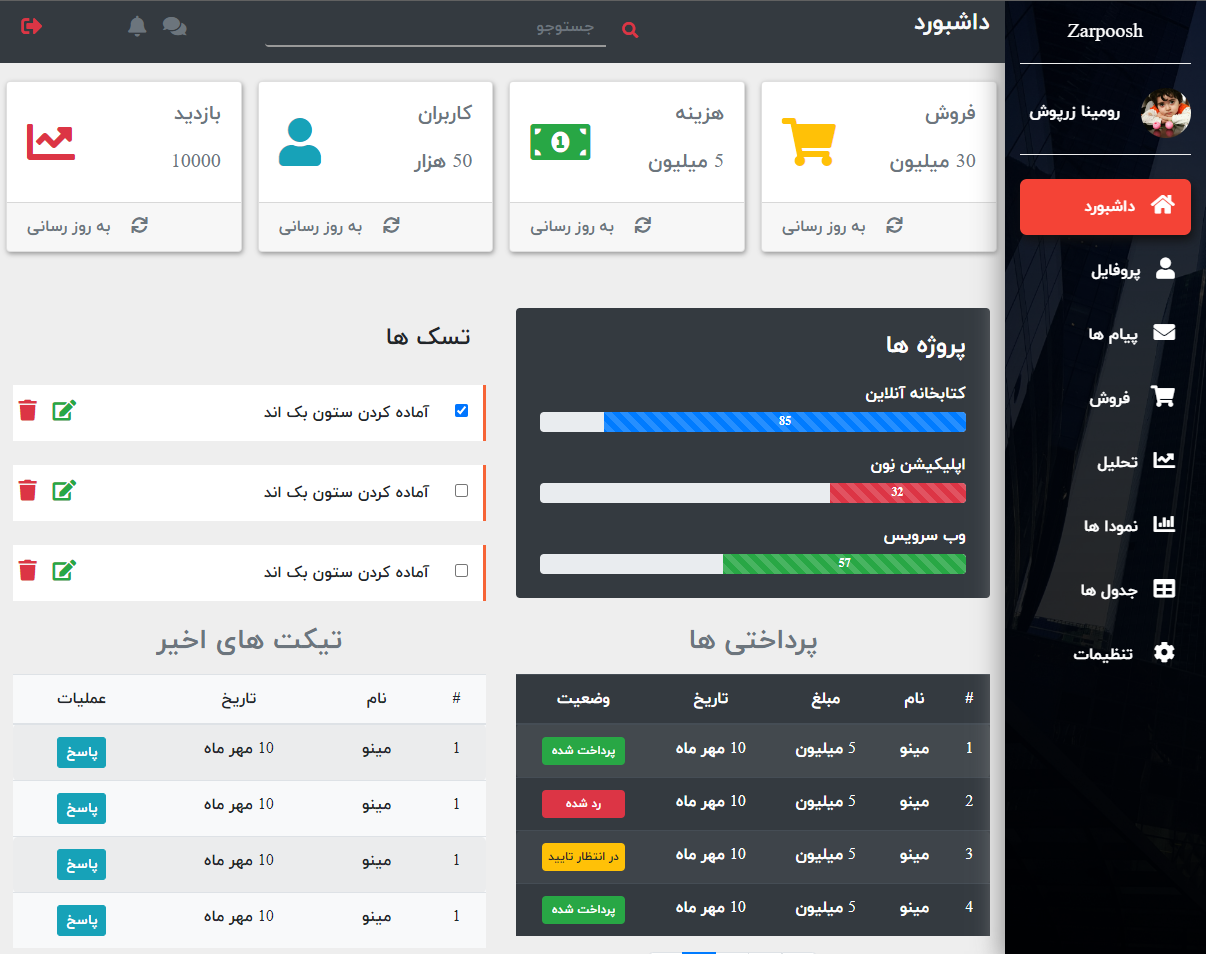 Zarpoosh
رومینا زرپوش
داشبورد
پروفایل
پیام ها
فروش
تحلیل
نمودا ها
جدول ها
تنظیمات
داشبورد
جستوجو
فروش
30 میلیون
به روز رسانی
هزینه
5 میلیون
به روز رسانی
کاربران
50 هزار
به روز رسانی
بازدید
10000
به روز رسانی
پروژه ها
کتابخانه آنلاین
85
اپلیکیشن نِون
32
وب سرویس
57
تسک ها
آماده کردن ستون بک اند
آماده کردن ستون بک اند
آماده کردن ستون بک اند
پرداختی ها
# نام مبلغ تاریخ وضعیت
1 مینو 5 میلیون 10 مهر ماه پرداخت شده
2 مینو 5 میلیون 10 مهر ماه رد شده
3 مینو 5 میلیون 10 مهر ماه در انتظار تایید
4 مینو 5 میلیون 10 مهر ماه پرداخت شده
تیکت های اخیر
# نام تاریخ عملیات
1 مینو 10 مهر ماه پاسخ
1 مینو 10 مهر ماه پاسخ
1 مینو 10 مهر ماه پاسخ
1 مینو 10 مهر ماه پاسخ